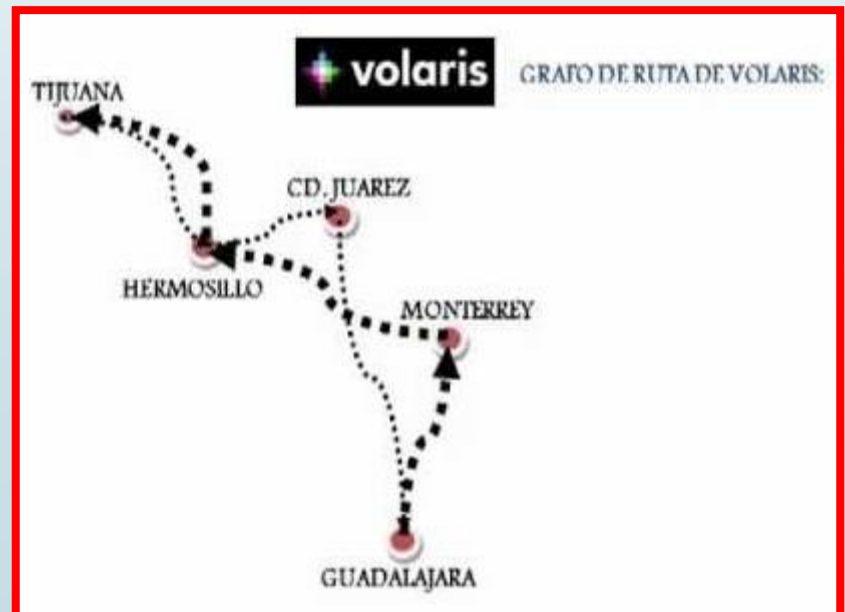 volaris
GRAFO DE RUTA DE VOLARIS:
TIJUANA
CD. JUAREZ
HERMOSILLO
MONTERREY
GUADALAJARA